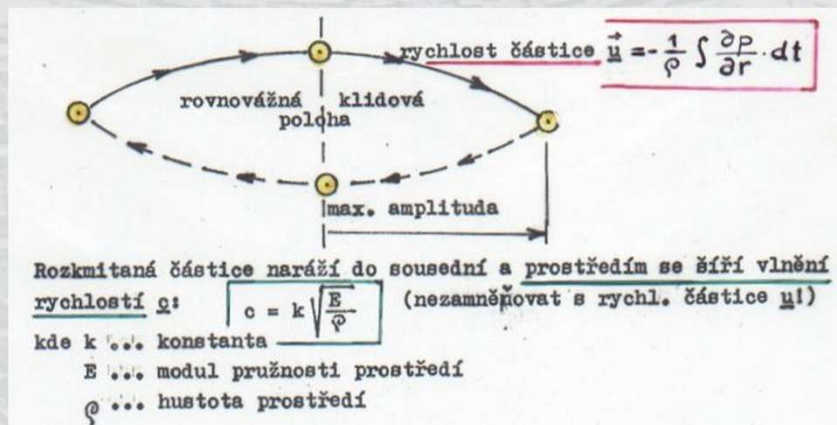 rychlost částice u⃗ = - 1/ρ ∫ ∂p/∂r · dt
rovnovážná klidová
poloha
max. amplituda
Rozkmitaná částice naráží do sousední a prostředím se šíří vlnění
rychlostí c: c = k √(E/ρ) (nezaměňovat s rychl. částice u!)
kde k ... konstanta
E ... modul pružnosti prostředí
ρ ... hustota prostředí